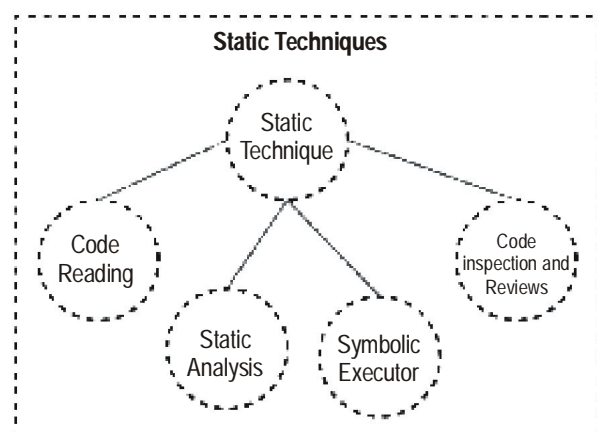 Static Techniques
Static
Technique
Code
Reading
Code
inspection and
Reviews
Static
Analysis
Symbolic
Executor